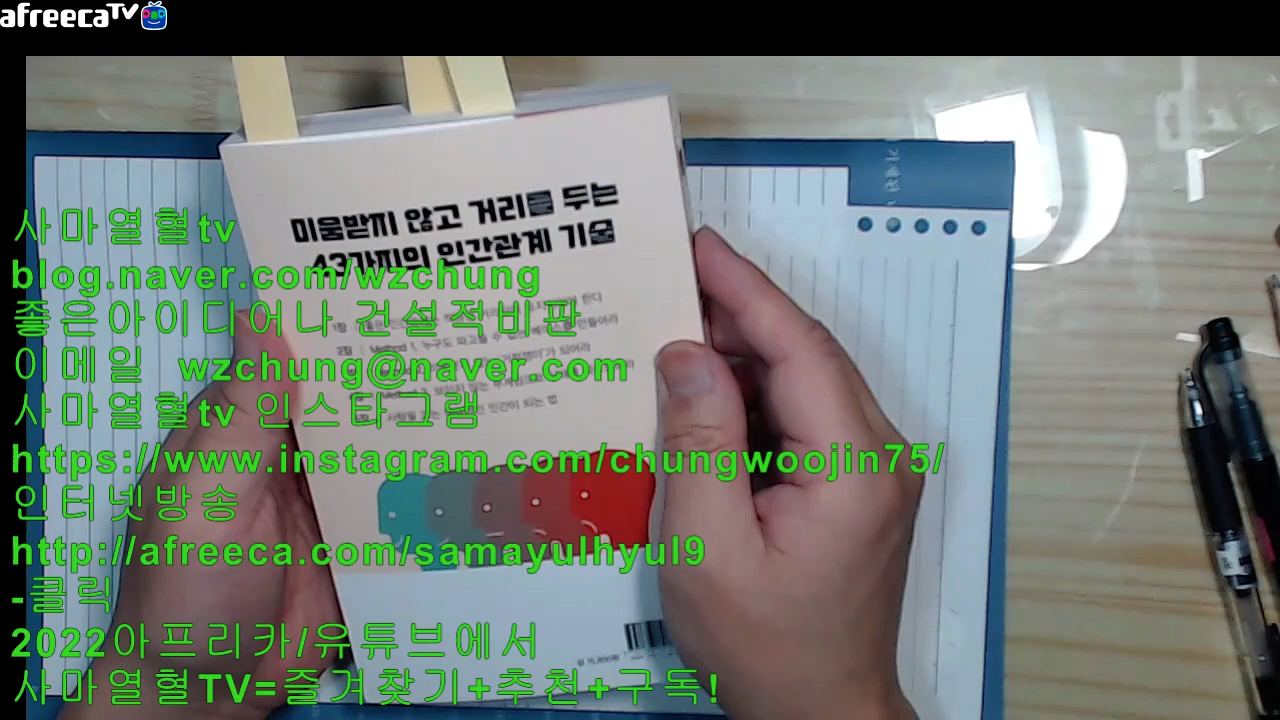 afreecaTV
미움받지 않고 거리를 두는
43가지의 인간관계 기술
사마열혈tv
blog.naver.com/wzchung
좋은아이디어나 건설적비판
이메일 wzchung@naver.com
사마열혈tv 인스타그램
https://www.instagram.com/chungwoojin75/
인터넷방송
http://afreeca.com/samayulhyul9
-클릭
2022아프리카/유튜브에서
사마열혈TV=즐겨찾기+추천+구독!